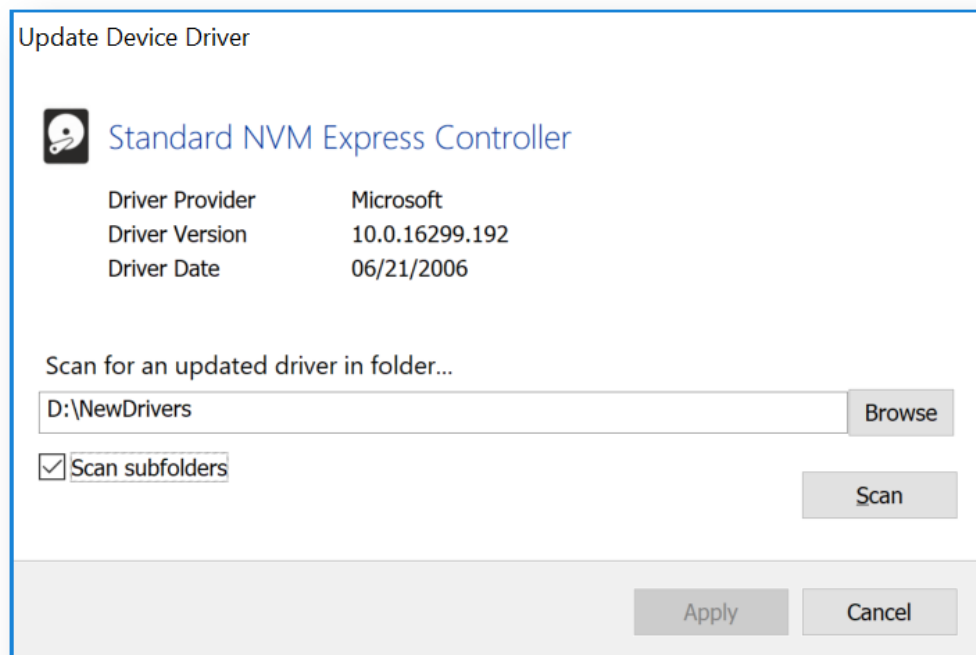 Update Device Driver
Standard NVM Express Controller
Driver Provider Microsoft
Driver Version 10.0.16299.192
Driver Date 06/21/2006
Scan for an updated driver in folder...
D:\NewDrivers Browse
Scan subfolders
Scan
Apply Cancel